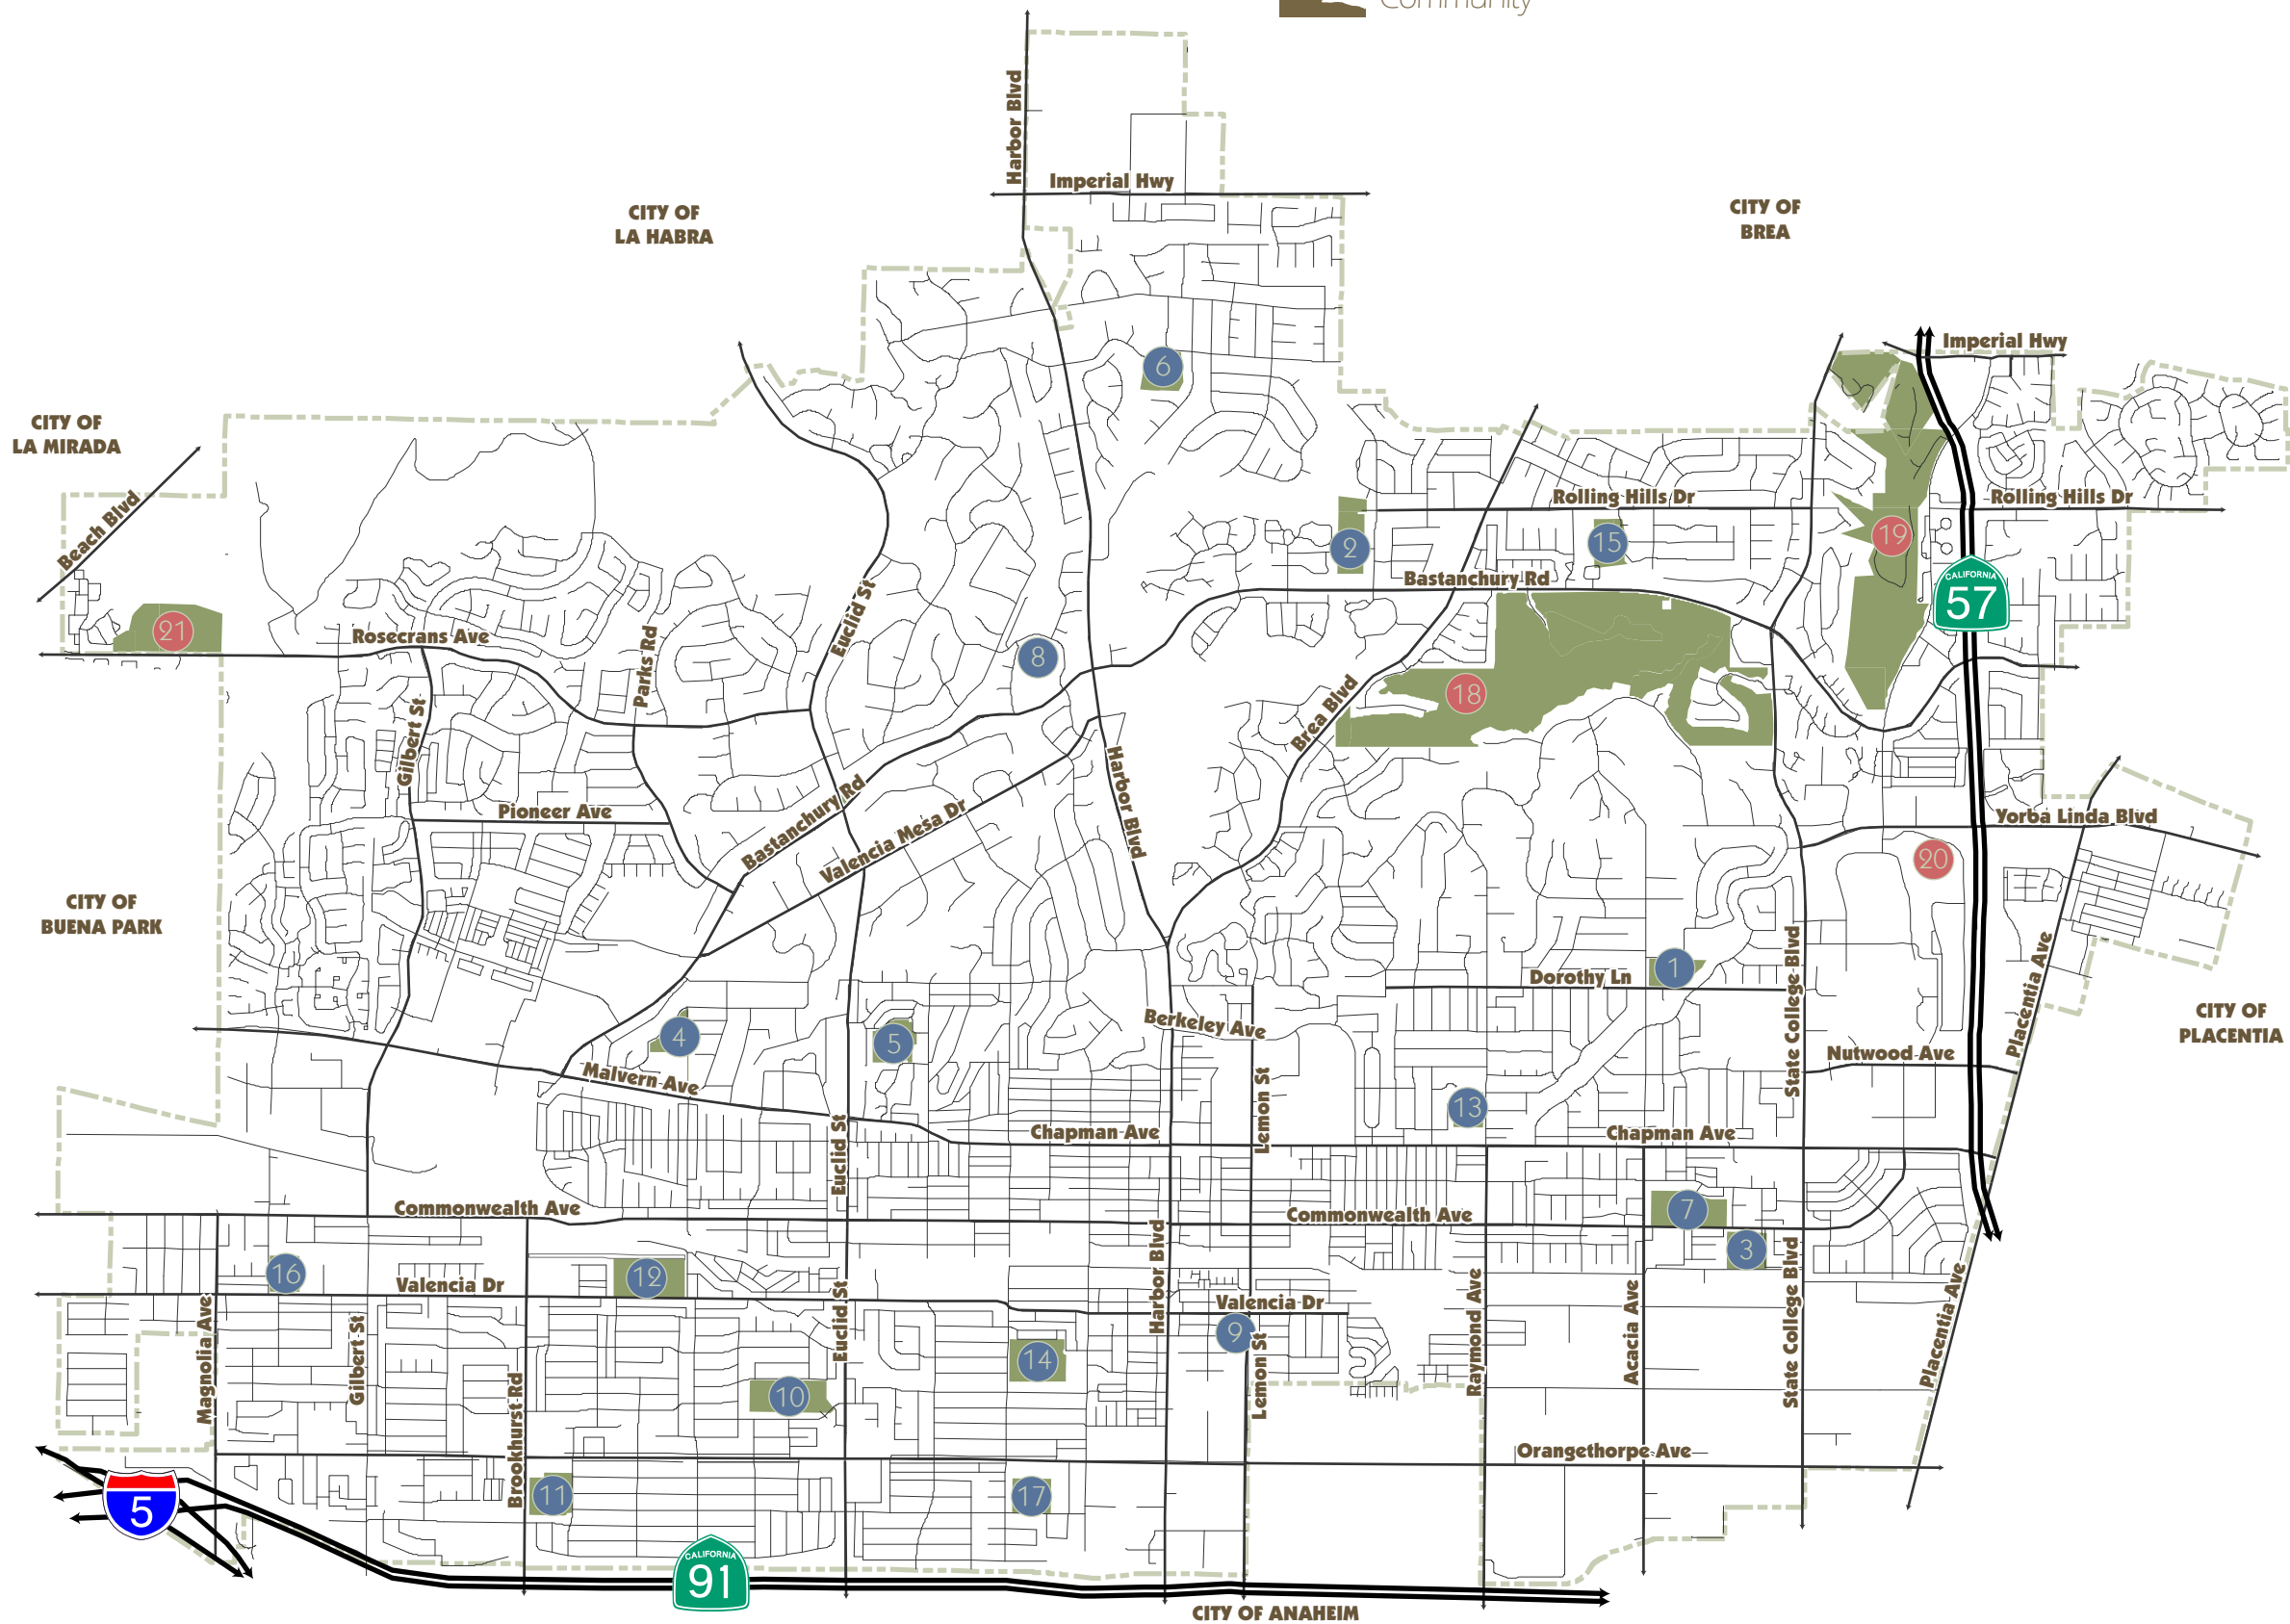 Community
Harbor Blvd
Imperial Hwy
CITY OF
LA HABRA
CITY OF
BREA
Imperial Hwy
6
CITY OF
LA MIRADA
Beach Blvd
Rolling Hills Dr
Rolling Hills Dr
2
15
19
Bastanchury Rd
CALIFORNIA
57
21
Rosecrans Ave
Parks Rd
Euclid St
8
18
Gilbert St
Brea Blvd
Harbor Blvd
Pioneer Ave
Bastanchury Rd
Valencia Mesa Dr
Yorba Linda Blvd
20
CITY OF
BUENA PARK
Dorothy Ln
1
State College Blvd
Placentia Ave
CITY OF
PLACENTIA
4
5
Berkeley Ave
Malvern Ave
Nutwood Ave
Lemon St
13
Euclid St
Chapman Ave
Chapman Ave
Commonwealth Ave
Commonwealth Ave
7
3
16
Valencia Dr
12
Harbor Blvd
Valencia Dr
9
Magnolia Ave
Gilbert St
Euclid St
14
10
Lemon St
Raymond Ave
Acacia Ave
State College Blvd
Placentia Ave
Brookhurst Rd
Orangethorpe Ave
5
11
17
CALIFORNIA
91
CITY OF ANAHEIM